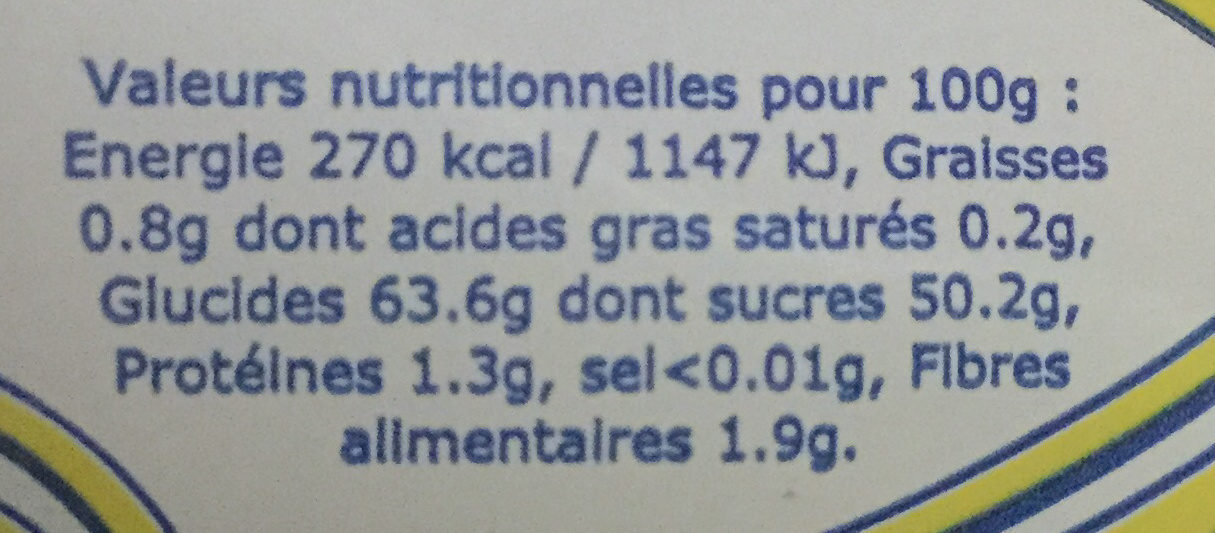 Valeurs nutritionnelles pour 100g :
Energie 270 kcal / 1147 kJ, Graisses
0.8g dont acides gras saturés 0.2g,
Glucides 63.6g dont sucres 50.2g,
Protéines 1.3g, sel<0.01g, Fibres
alimentaires 1.9g.